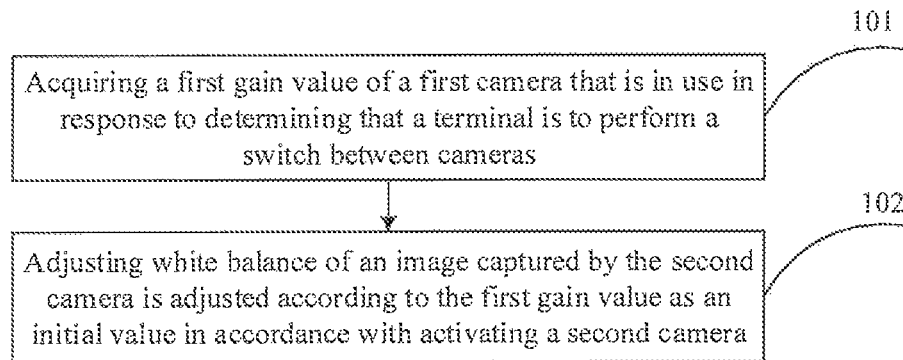 101
Acquiring a first gain value of a first camera that is in use in
response to determining that a terminal is to perform a
switch between cameras
102
Adjusting white balance of an image captured by the second
camera is adjusted according to the first gain value as an
initial value in accordance with activating a second camera